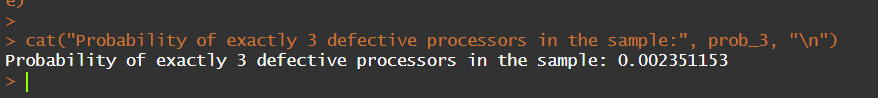 e)
>
> cat("Probability of exactly 3 defective processors in the sample:", prob_3, "\n")
Probability of exactly 3 defective processors in the sample: 0.002351153
>